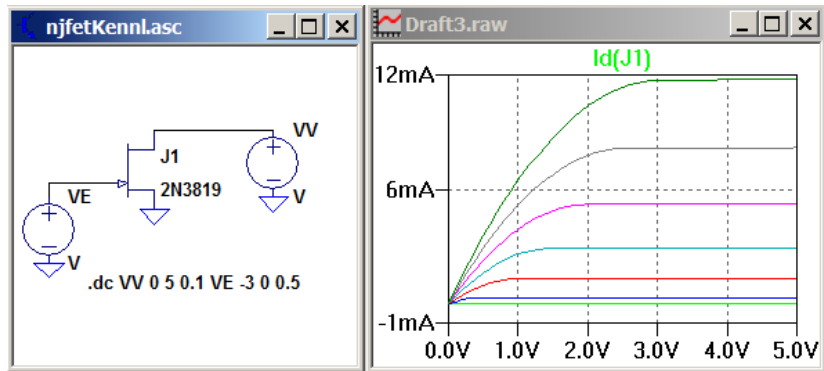 njfetKennl.asc
VV
J1
2N3819
V
VE
V
.dc VV 0 5 0.1 VE -3 0 0.5
Draft3.raw
Id(J1)
12mA
6mA
-1mA
0.0V 1.0V 2.0V 3.0V 4.0V 5.0V